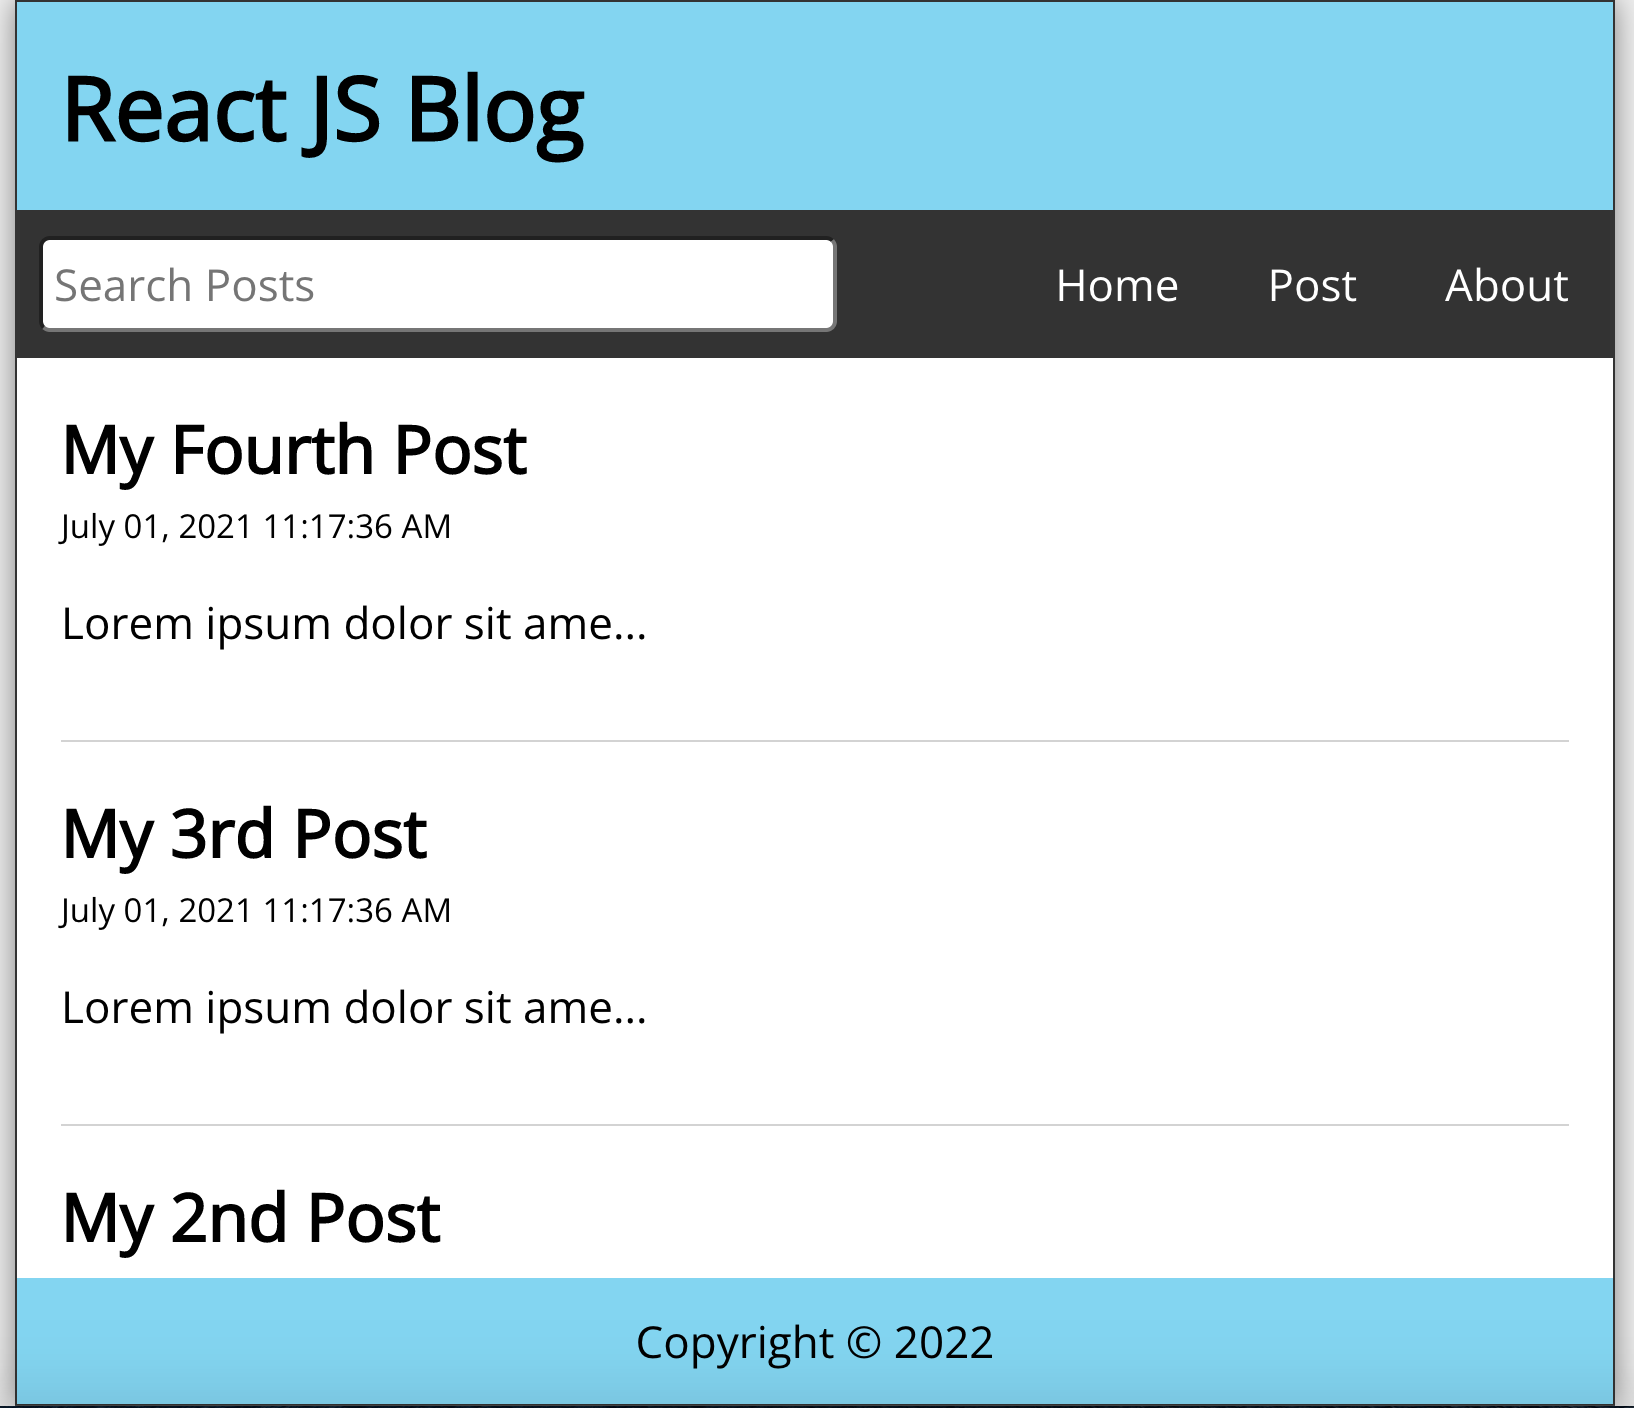 React JS Blog
Search Posts
Home Post About
My Fourth Post
July 01, 2021 11:17:36 AM
Lorem ipsum dolor sit ame...
My 3rd Post
July 01, 2021 11:17:36 AM
Lorem ipsum dolor sit ame...
My 2nd Post
Copyright © 2022